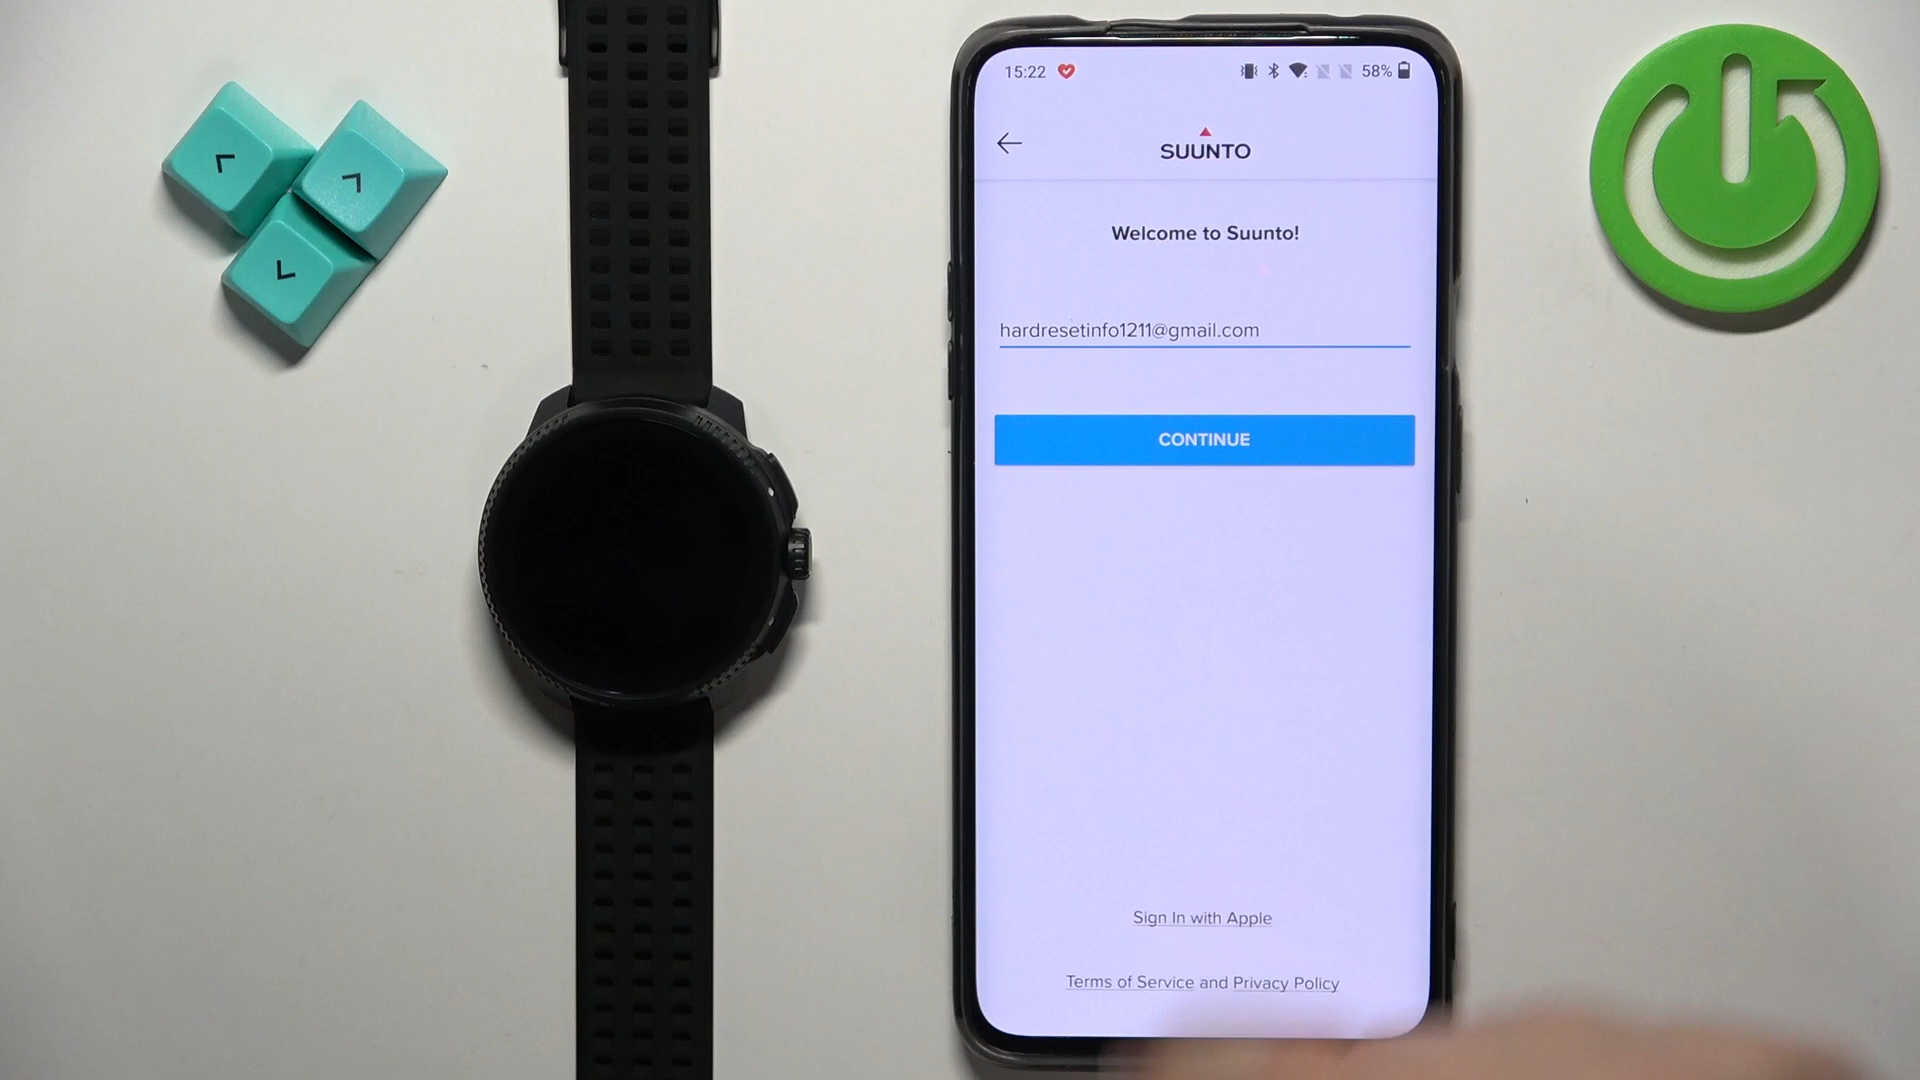 15:22
58%
SUUNTO
Welcome to Suunto!
hardresetinfo1211@gmail.com
CONTINUE
Sign In with Apple
Terms of Service and Privacy Policy